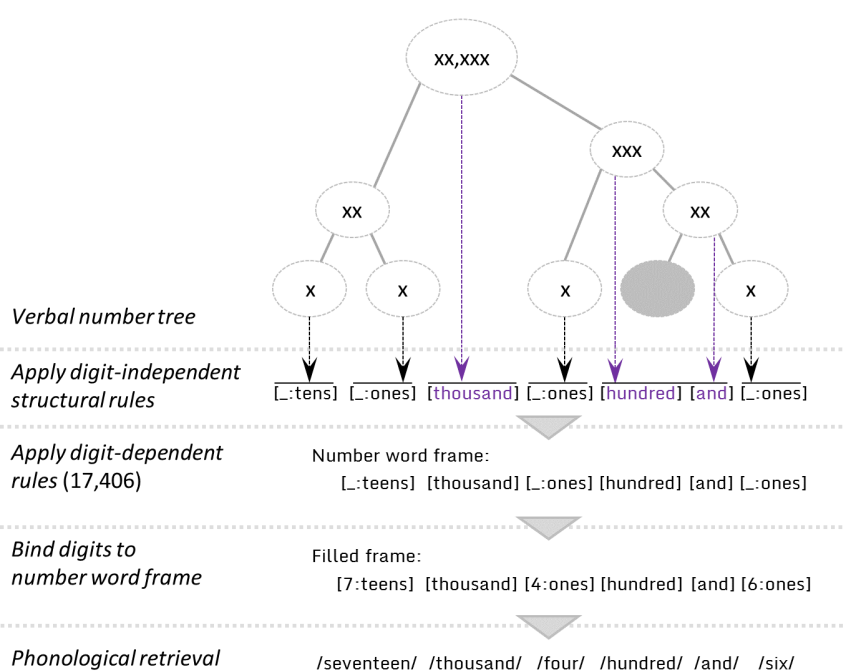 XX,XXX
XXX
XX
XX
X
X
X
X
Verbal number tree
Apply digit-independent
structural rules
[_:tens] [_:ones] [thousand] [_:ones] [hundred] [and] [_:ones]
Apply digit-dependent
rules (17,406)
Number word frame:
[_:teens] [thousand] [_:ones] [hundred] [and] [_:ones]
Bind digits to
number word frame
Filled frame:
[7:teens] [thousand] [4:ones] [hundred] [and] [6:ones]
Phonological retrieval
/seventeen/ /thousand/ /four/ /hundred/ /and/ /six/